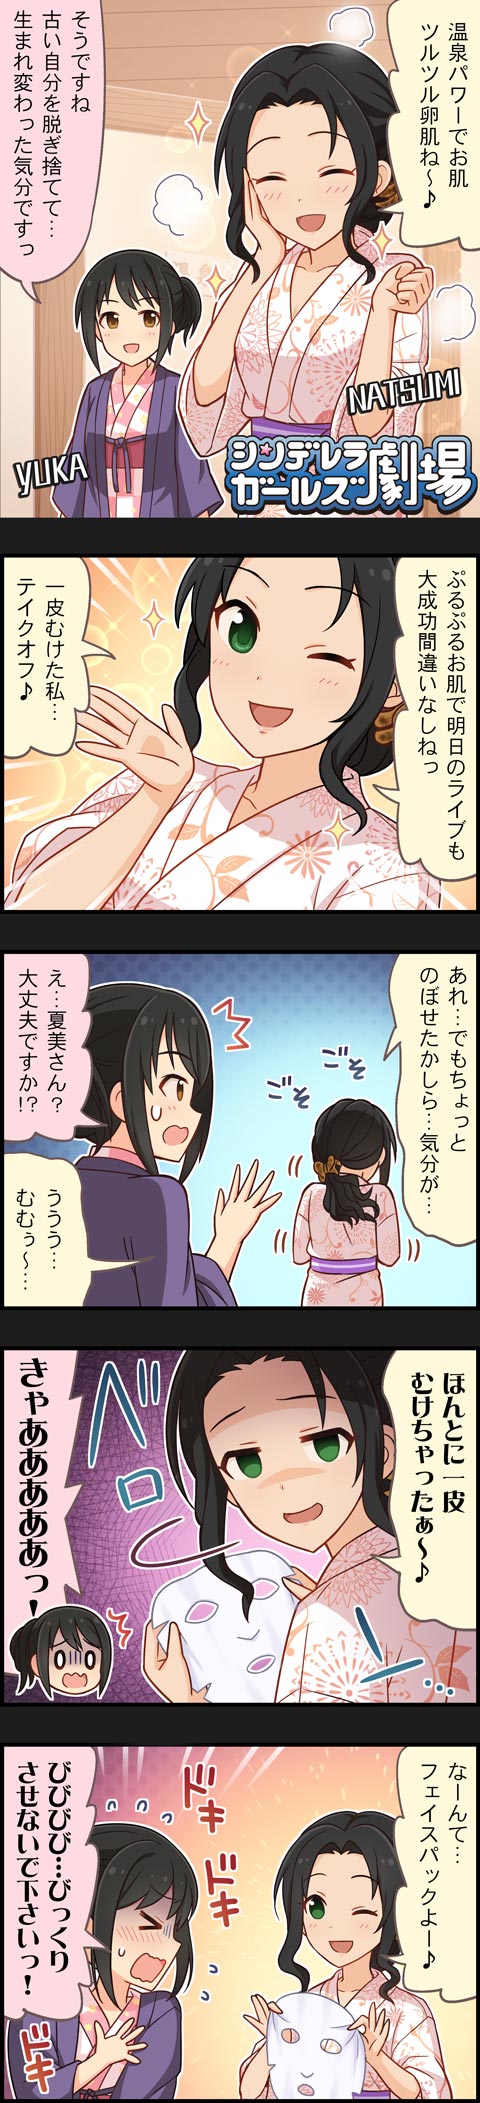 温泉パワーでお肌
ツルツル卵肌ね～♪
そうですね
古い自分を脱ぎ捨てて…
生まれ変わった気分ですっ
NATSUMI
YUKA
シンデレラ
ガールズ劇場
ぷるぷるお肌で明日のライブも
大成功間違いなしねっ
一皮むけた私…
テイクオフ♪
あれ…でもちょっと
のぼせたかしら…気分が…
ごそ
ごそ
え…夏美さん？
大丈夫ですか!?
ううう…
むむぅ～…
ほんとに一皮
むけちゃったぁ～♪
ベロ
ーー…
きゃああああああっ！
なーんて…
フェイスパックよー♪
ドキ
ドキ
びびびび…びっくり
させないで下さいっ！
ドキ